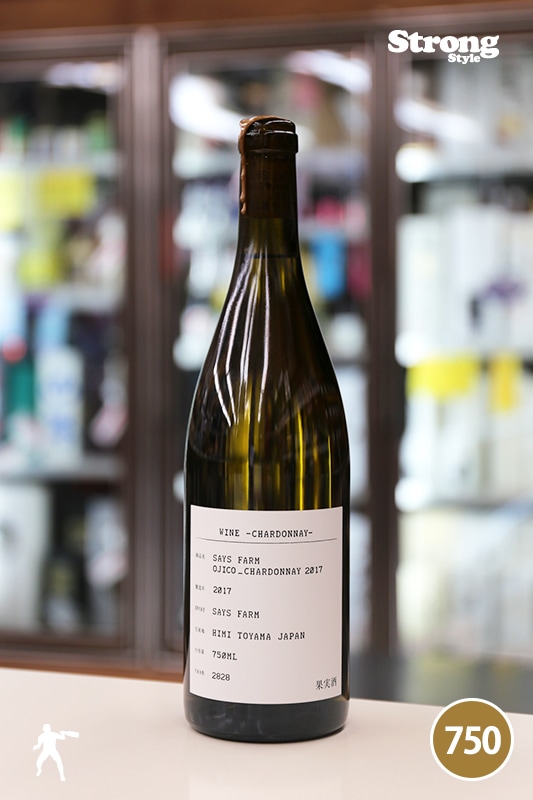 Strong
Style
WINE -CHARDONNAY-
SAYS FARM
OJICO_CHARDONNAY 2017
2017
SAYS FARM
HIMI TOYAMA JAPAN
750ML
2828
果実酒
750